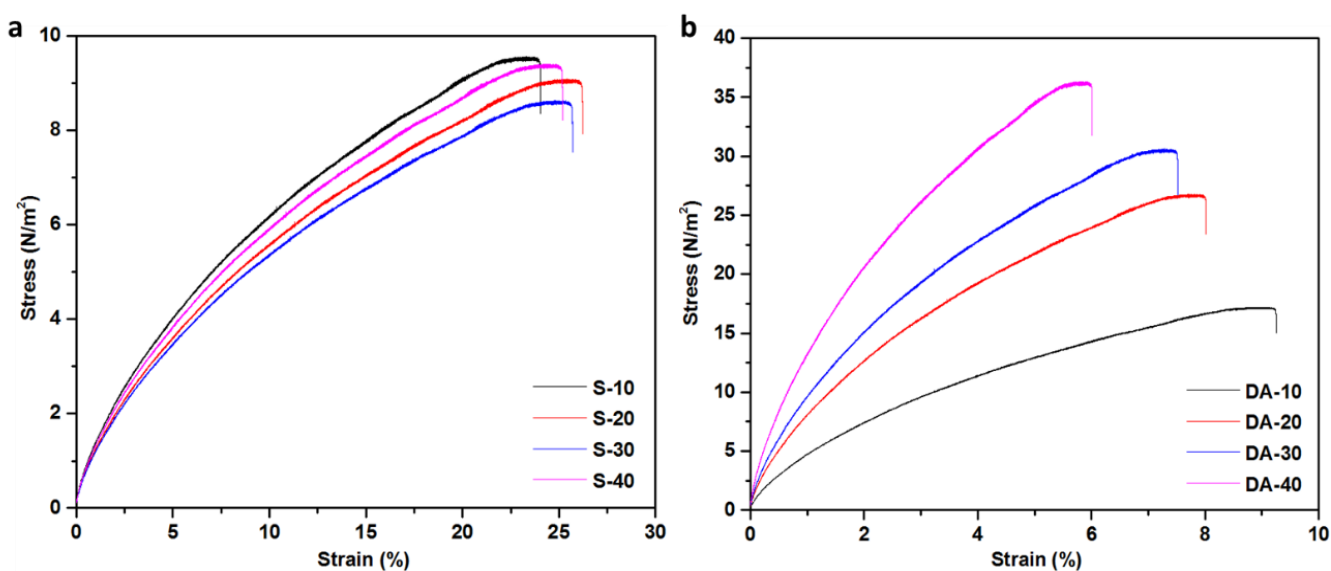 a
10
8
6
4
2
0
Stress (N/m²)
S-10
S-20
S-30
S-40
0 5 10 15 20 25 30
Strain (%)
b
40
35
30
25
20
15
10
5
0
Stress (N/m²)
DA-10
DA-20
DA-30
DA-40
0 2 4 6 8 10
Strain (%)